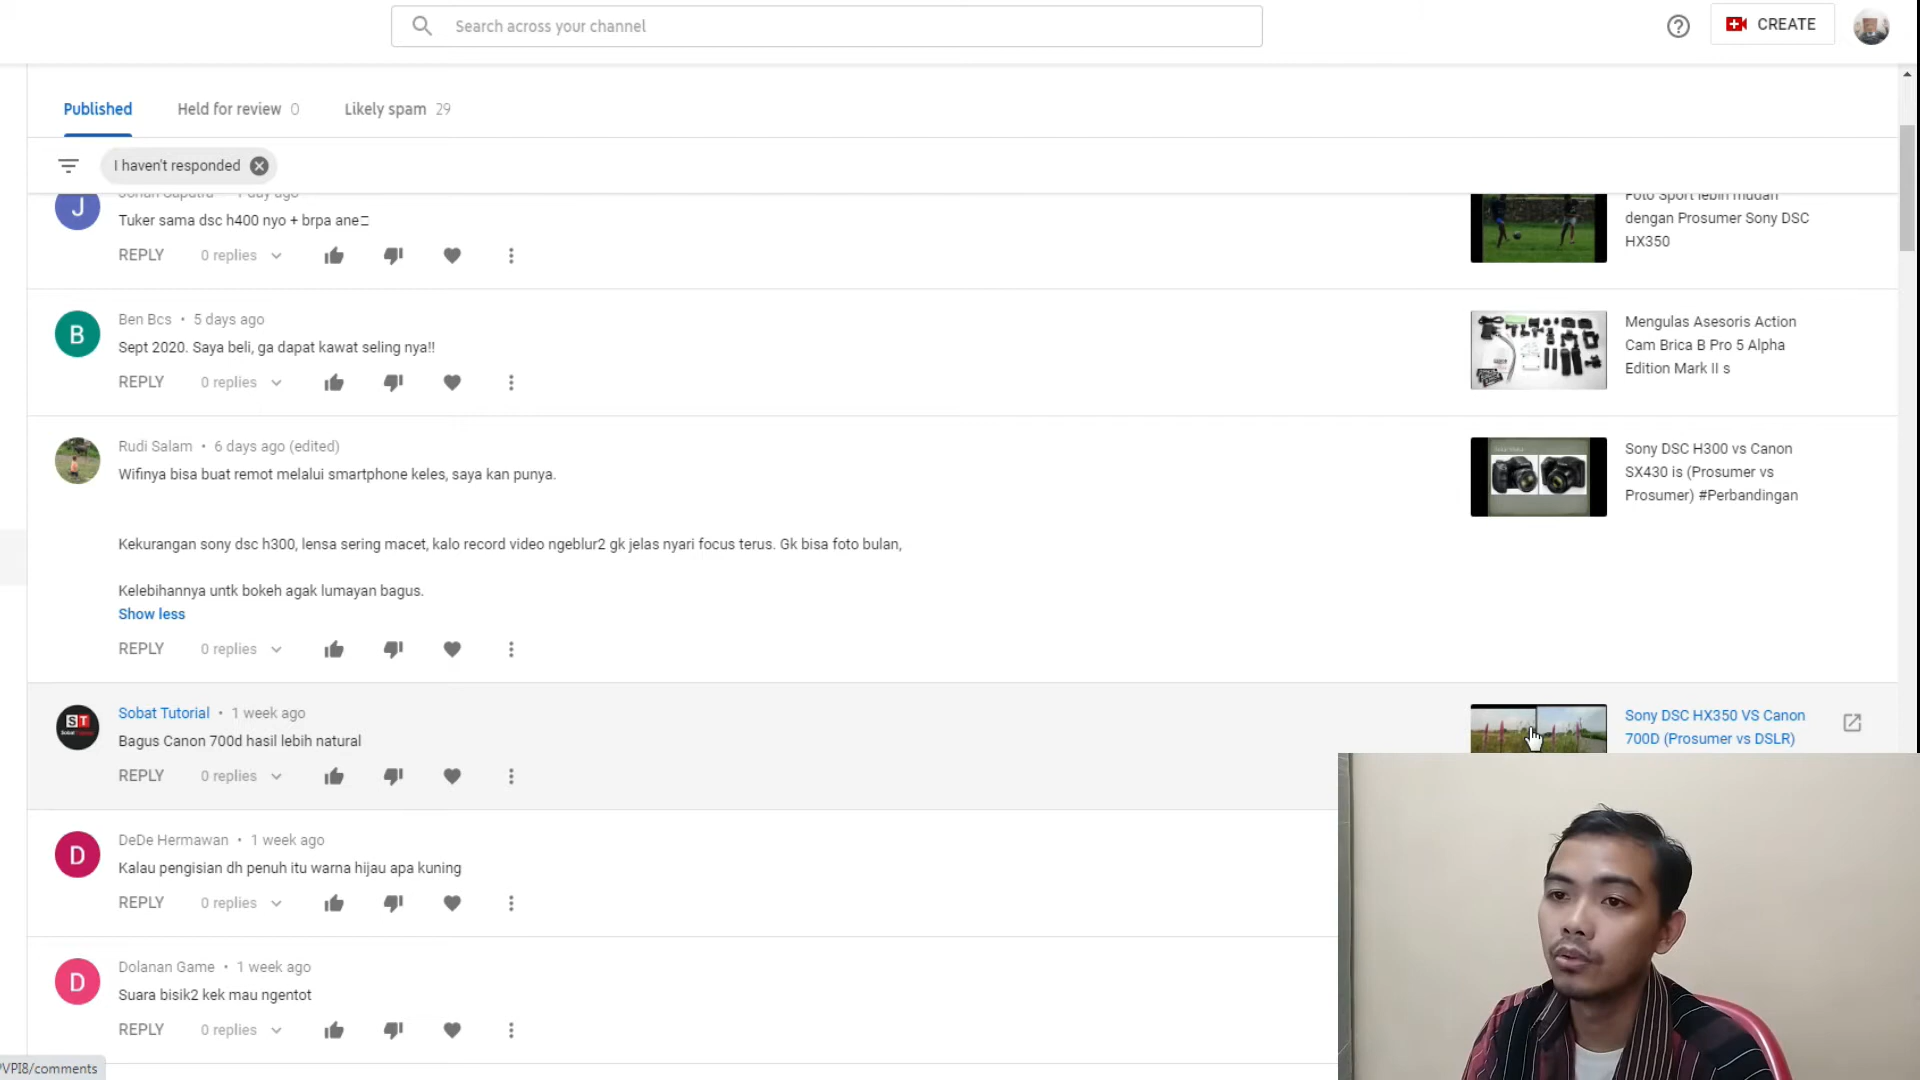 Search across your channel
CREATE
Published
Held for review 0
Likely spam 29
I haven't responded
Tuker sama dsc h400 nyo + brpa ane
REPLY 0 replies
Foto Sport lebih mudah
dengan Prosumer Sony DSC
HX350
J
B
Ben Bcs • 5 days ago
Sept 2020. Saya beli, ga dapat kawat seling nya!!
REPLY 0 replies
Mengulas Asesoris Action
Cam Brica B Pro 5 Alpha
Edition Mark II s
Rudi Salam • 6 days ago (edited)
Wifinya bisa buat remot melalui smartphone keles, saya kan punya.
Kekurangan sony dsc h300, lensa sering macet, kalo record video ngeblur2 gk jelas nyari focus terus. Gk bisa foto bulan,
Kelebihannya untk bokeh agak lumayan bagus.
Show less
REPLY 0 replies
Sony DSC H300 vs Canon
SX430 is (Prosumer vs
Prosumer) #Perbandingan
ST
Sobat Tutorial • 1 week ago
Bagus Canon 700d hasil lebih natural
REPLY 0 replies
Sony DSC HX350 VS Canon
700D (Prosumer vs DSLR)
D
DeDe Hermawan • 1 week ago
Kalau pengisian dh penuh itu warna hijau apa kuning
REPLY 0 replies
D
Dolanan Game • 1 week ago
Suara bisik2 kek mau ngentot
REPLY 0 replies
VPI8/comments